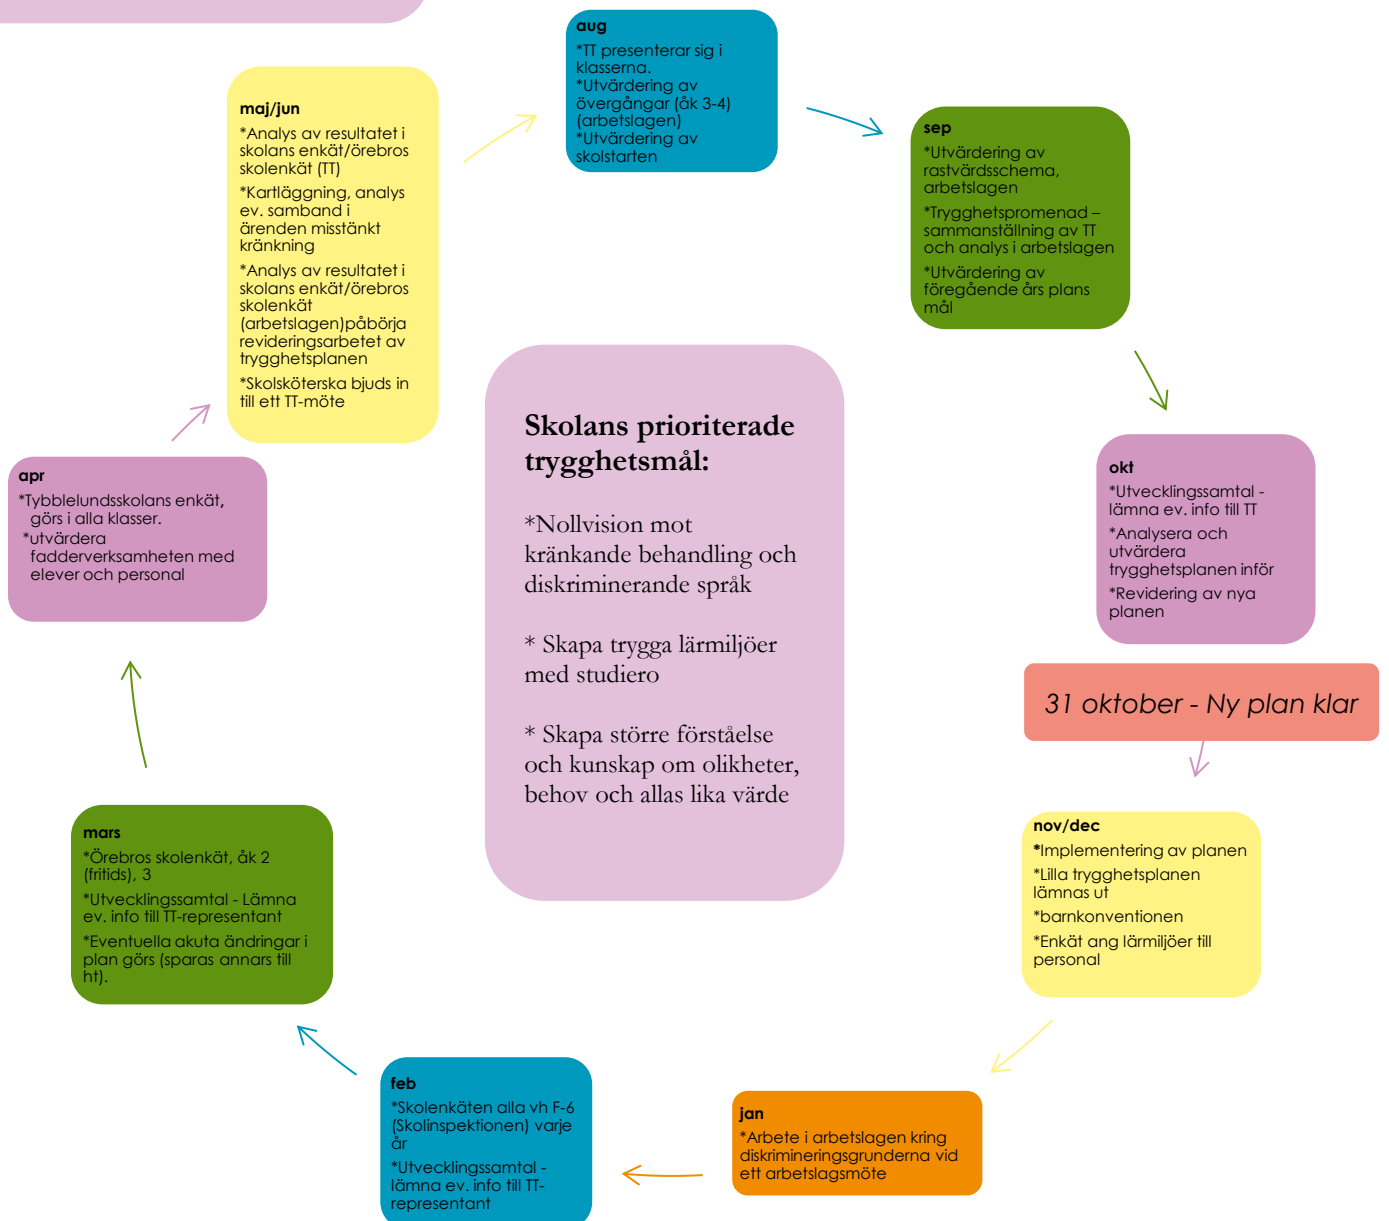 aug
*TT presenterar sig i
klasserna.
*Utvärdering av
övergångar (åk 3-4)
(arbetslagen)
*Utvärdering av
skolstarten
sep
*Utvärdering av
rastvärdsschema,
arbetslagen
*Trygghetspromenad –
sammanställning av TT
och analys i arbetslagen
*Utvärdering av
föregående års plans
mål
okt
*Utvecklingssamtal -
lämna ev. info till TT
*Analysera och
utvärdera
trygghetsplanen inför
*Revidering av nya
planen
31 oktober - Ny plan klar
nov/dec
*Implementering av planen
*Lilla trygghetsplanen
lämnas ut
*barnkonventionen
*Enkät ang lärmiljöer till
personal
jan
*Arbete i arbetslagen kring
diskrimineringsgrunderna vid
ett arbetslagsmöte
feb
*Skolenkäten alla vh F-6
(Skolinspektionen) varje
år
*Utvecklingssamtal -
lämna ev. info till TT-
representant
mars
*Örebros skolenkät, åk 2
(fritids), 3
*Utvecklingssamtal - Lämna
ev. info till TT-representant
*Eventuella akuta ändringar i
plan görs (sparas annars till
ht).
apr
*Tybblelundsskolans enkät,
görs i alla klasser.
*utvärdera
fadderverksamheten med
elever och personal
maj/jun
*Analys av resultatet i
skolans enkät/örebros
skolenkät (TT)
*Kartläggning, analys
ev. samband i
ärenden misstänkt
kränkning
*Analys av resultatet i
skolans enkät/örebros
skolenkät
(arbetslagen)påbörja
revideringsarbetet av
trygghetsplanen
*Skolsköterska bjuds in
till ett TT-möte
Skolans prioriterade
trygghetsmål:
*Nollvision mot
kränkande behandling och
diskriminerande språk
* Skapa trygga lärmiljöer
med studiero
* Skapa större förståelse
och kunskap om olikheter,
behov och allas lika värde